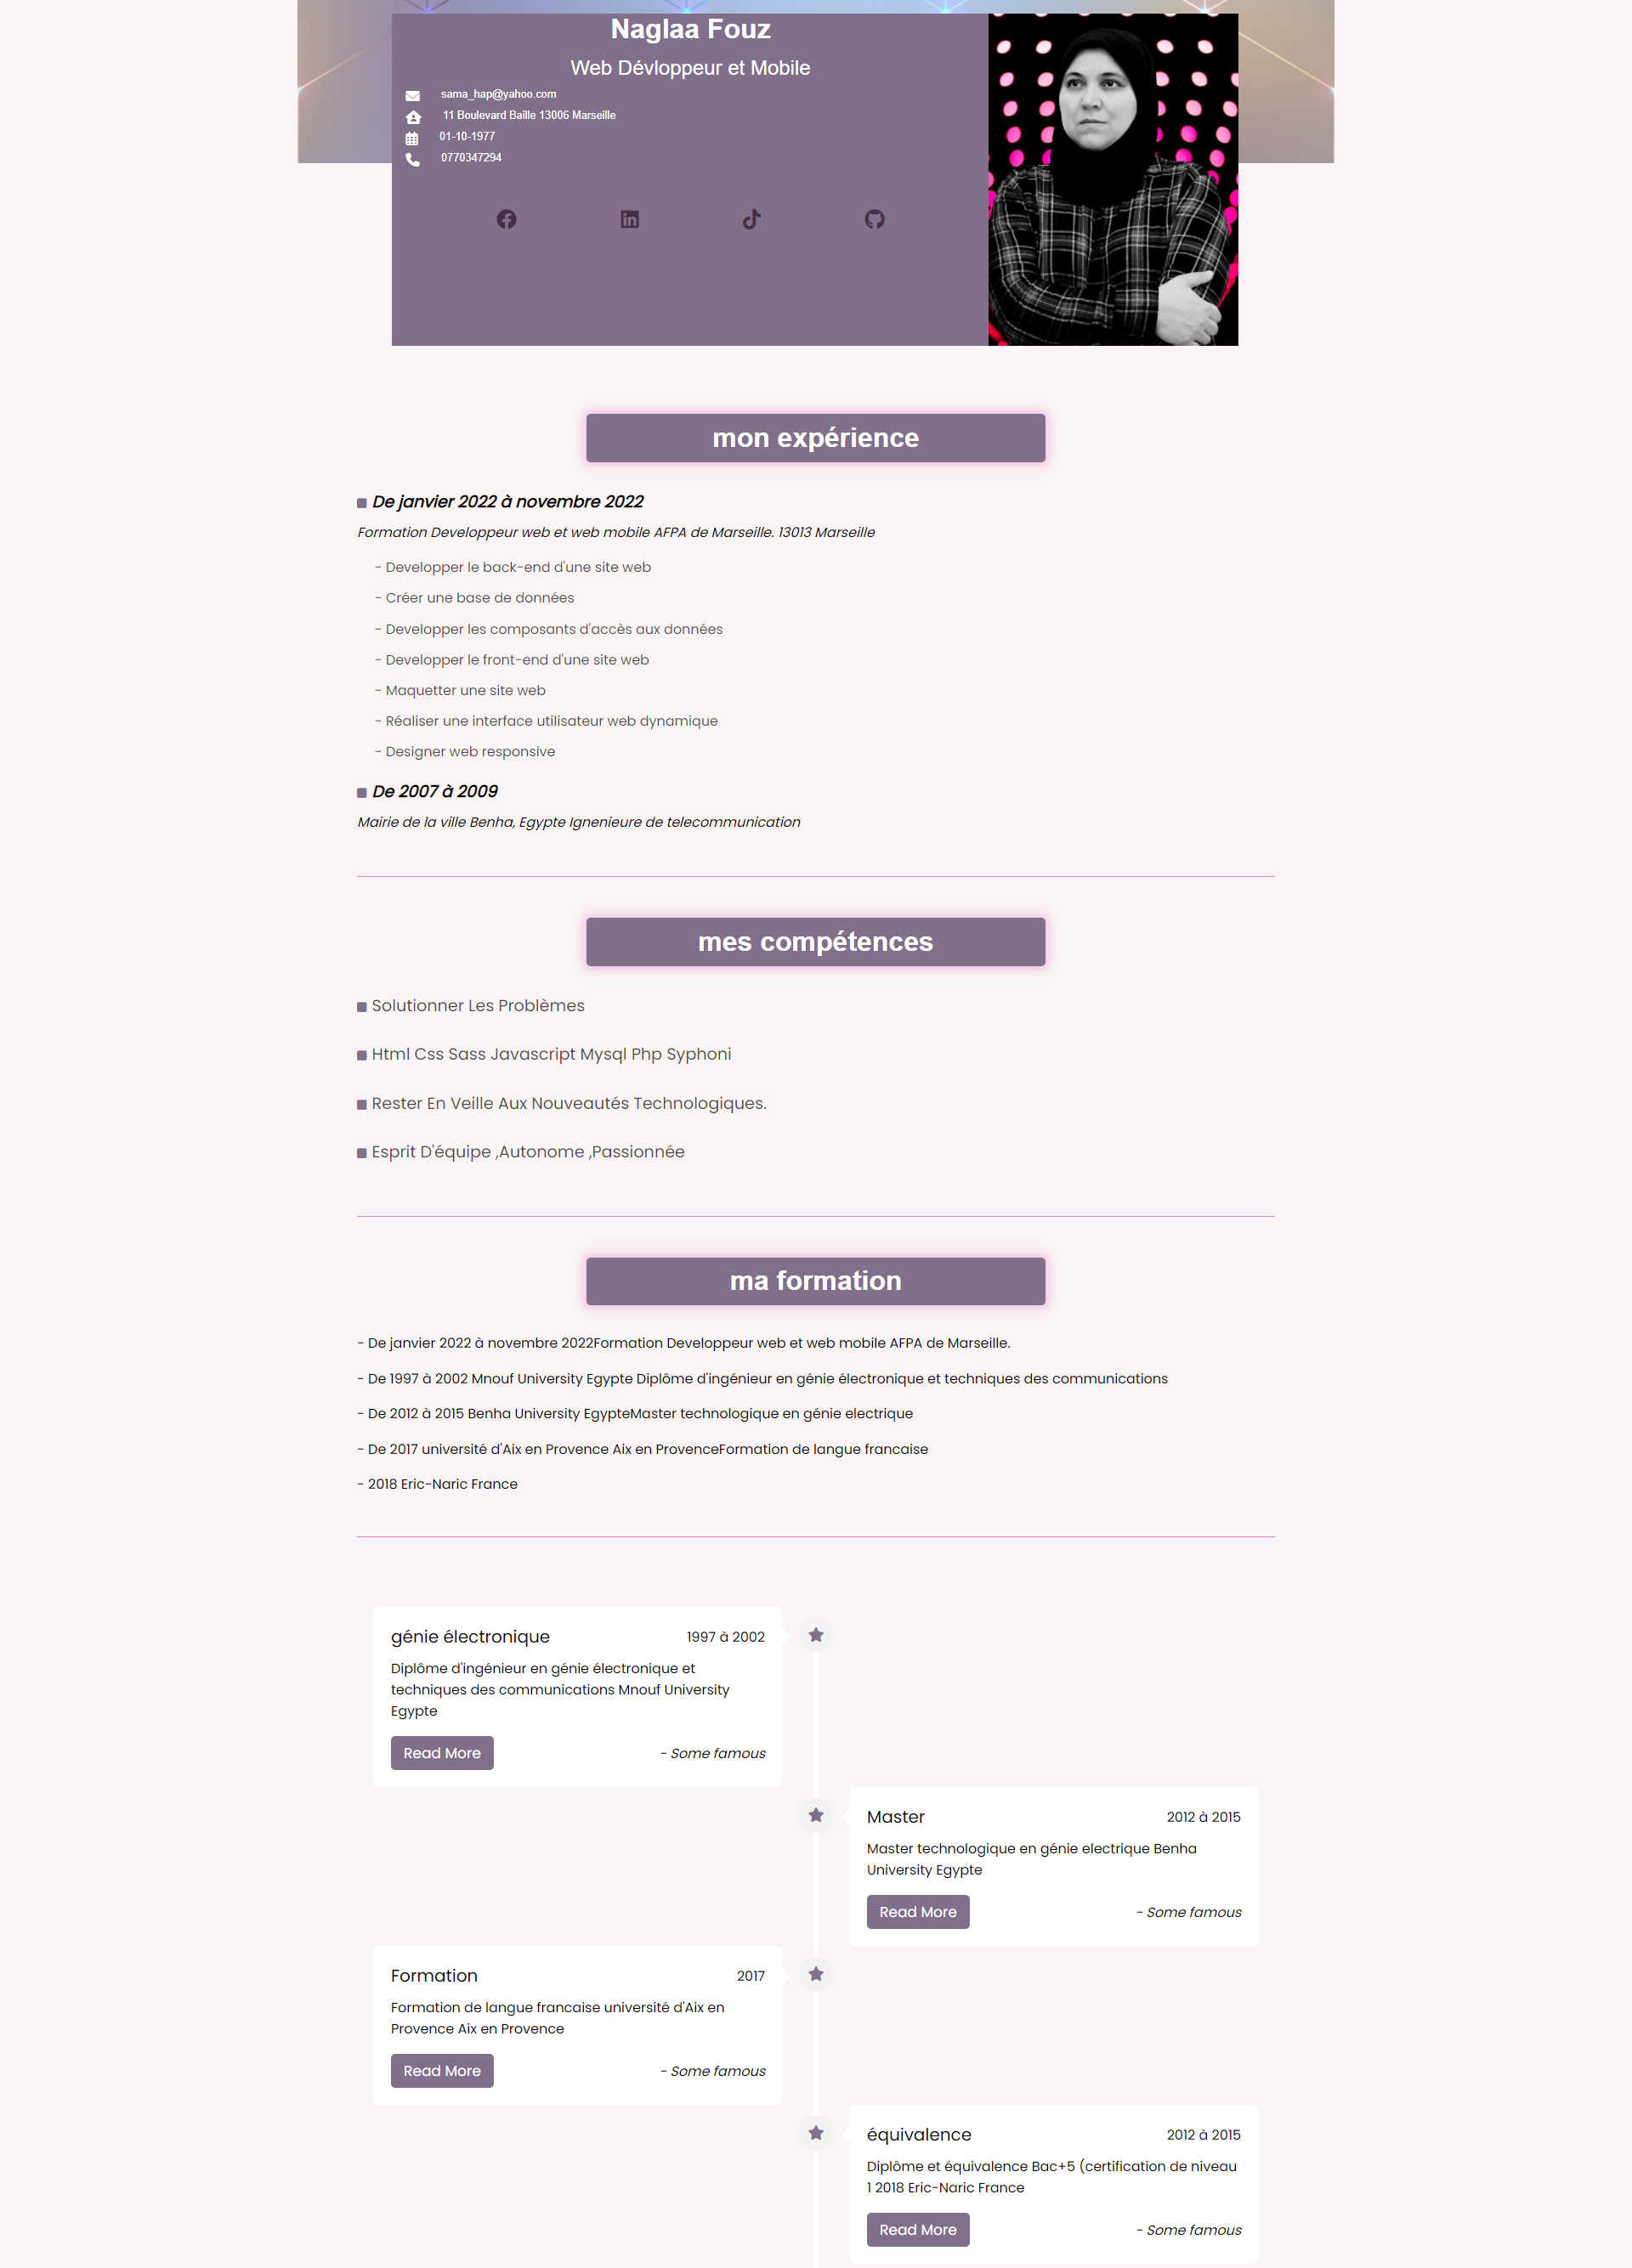 Naglaa Fouz
Web Dévloppeur et Mobile
sama_hap@yahoo.com
11 Boulevard Baille 13006 Marseille
01-10-1977
0770347294
mon expérience
De janvier 2022 à novembre 2022
Formation Developpeur web et web mobile AFPA de Marseille. 13013 Marseille
- Developper le back-end d'une site web
- Créer une base de données
- Developper les composants d'accès aux données
- Developper le front-end d'une site web
- Maquetter une site web
- Réaliser une interface utilisateur web dynamique
- Designer web responsive
De 2007 à 2009
Mairie de la ville Benha, Egypte Ignenieure de telecommunication
mes compétences
Solutionner Les Problèmes
Html Css Sass Javascript Mysql Php Syphoni
Rester En Veille Aux Nouveautés Technologiques.
Esprit D'équipe ,Autonome ,Passionnée
ma formation
- De janvier 2022 à novembre 2022Formation Developpeur web et web mobile AFPA de Marseille.
- De 1997 à 2002 Mnouf University Egypte Diplôme d'ingénieur en génie électronique et techniques des communications
- De 2012 à 2015 Benha University EgypteMaster technologique en génie electrique
- De 2017 université d'Aix en Provence Aix en ProvenceFormation de langue francaise
- 2018 Eric-Naric France
génie électronique 1997 à 2002
Diplôme d'ingénieur en génie électronique et
techniques des communications Mnouf University
Egypte
Read More - Some famous
Master 2012 à 2015
Master technologique en génie electrique Benha
University Egypte
Read More - Some famous
Formation 2017
Formation de langue francaise université d'Aix en
Provence Aix en Provence
Read More - Some famous
équivalence 2012 à 2015
Diplôme et équivalence Bac+5 (certification de niveau
1 2018 Eric-Naric France
Read More - Some famous